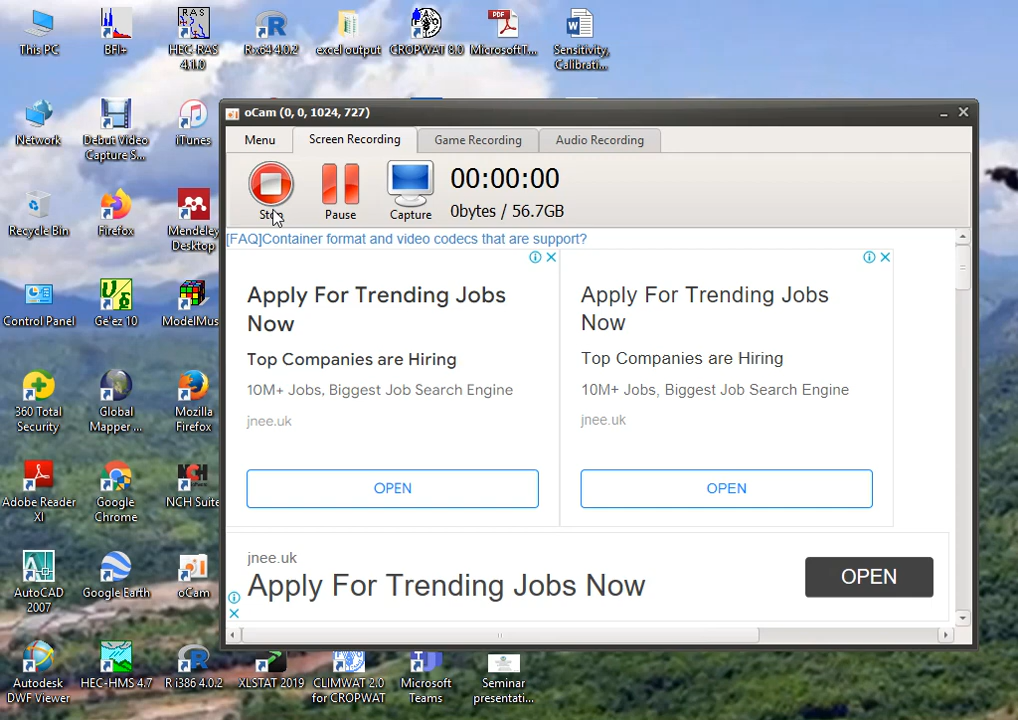 This PC
BFI+
HEC-RAS
4.1.0
R x64 4.0.2
excel output
CROPWAT 8.0
MicrosoftT...
Sensitivity,
Calibrati...
oCam (0, 0, 1024, 727)
Menu
Screen Recording
Game Recording
Audio Recording
Network
Debut Video
Capture S...
iTunes
Stop
Pause
Capture
00:00:00
0bytes / 56.7GB
Recycle Bin
Firefox
Mendeley
Desktop
[FAQ]Container format and video codecs that are support?
Apply For Trending Jobs
Now
Top Companies are Hiring
10M+ Jobs, Biggest Job Search Engine
jnee.uk
OPEN
Apply For Trending Jobs
Now
Top Companies are Hiring
10M+ Jobs, Biggest Job Search Engine
jnee.uk
OPEN
Control Panel
Ge'ez 10
ModelMus
360 Total
Security
Global
Mapper ...
Mozilla
Firefox
Adobe Reader
XI
Google
Chrome
NCH Suite
jnee.uk
Apply For Trending Jobs Now
OPEN
AutoCAD
2007
Google Earth
oCam
Autodesk
DWF Viewer
HEC-HMS 4.7
R i386 4.0.2
XLSTAT 2019
CLIMWAT 2.0
for CROPWAT
Microsoft
Teams
Seminar
presentati...